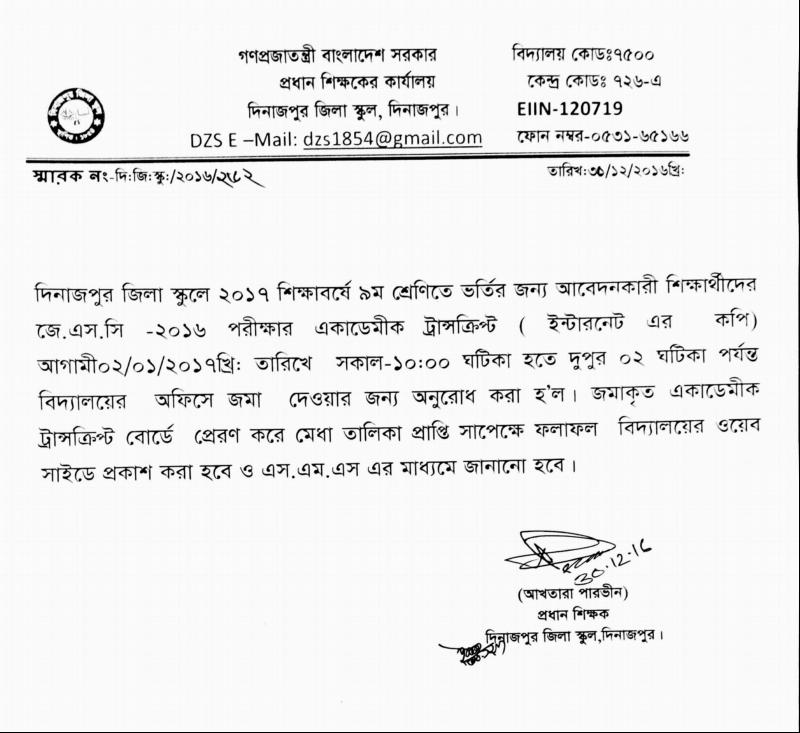 গণপ্রজাতন্ত্রী বাংলাদেশ সরকার
প্রধান শিক্ষকের কার্যালয়
দিনাজপুর জিলা স্কুল, দিনাজপুর।
DZS E –Mail: dzs1854@gmail.com
বিদ্যালয় কোডঃ৭৫০০
কেন্দ্র কোডঃ ৭২৬-এ
EIIN-120719
ফোন নম্বর-০৫৩১-৬৫১৬৬
স্মারক নং-দি:জি:স্কু:/২০১৬/২৫২
তারিখ:৩০/১২/২০১৬খ্রি:
দিনাজপুর জিলা স্কুলে ২০১৭ শিক্ষাবর্ষে ৯ম শ্রেণিতে ভর্তির জন্য আবেদনকারী শিক্ষার্থীদের
জে.এস.সি -২০১৬ পরীক্ষার একাডেমীক ট্রান্সক্রিপ্ট ( ইন্টারনেট এর কপি)
আগামী০২/০১/২০১৭খ্রি: তারিখে সকাল-১০:০০ ঘটিকা হতে দুপুর ০২ ঘটিকা পর্যন্ত
বিদ্যালয়ের অফিসে জমা দেওয়ার জন্য অনুরোধ করা হ'ল। জমাকৃত একাডেমীক
ট্রান্সক্রিপ্ট বোর্ডে প্রেরণ করে মেধা তালিকা প্রাপ্তি সাপেক্ষে ফলাফল বিদ্যালয়ের ওয়েব
সাইডে প্রকাশ করা হবে ও এস.এম.এস এর মাধ্যমে জানানো হবে।
30.12.16
(আখতারা পারভীন)
প্রধান শিক্ষক
দিনাজপুর জিলা স্কুল,দিনাজপুর।